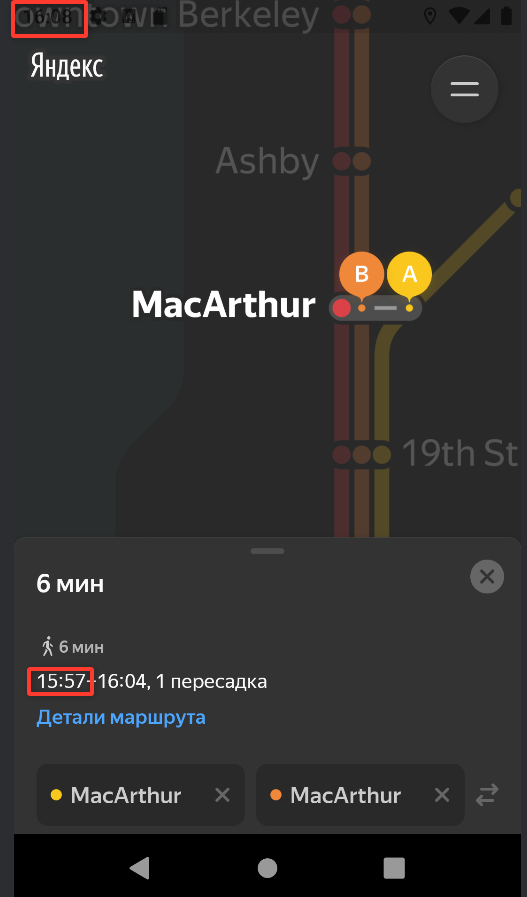 16:08
owntown Berkeley
Яндекс
Ashby
B A
MacArthur
19th St
6 мин
6 мин
15:57–16:04, 1 пересадка
Детали маршрута
MacArthur
MacArthur